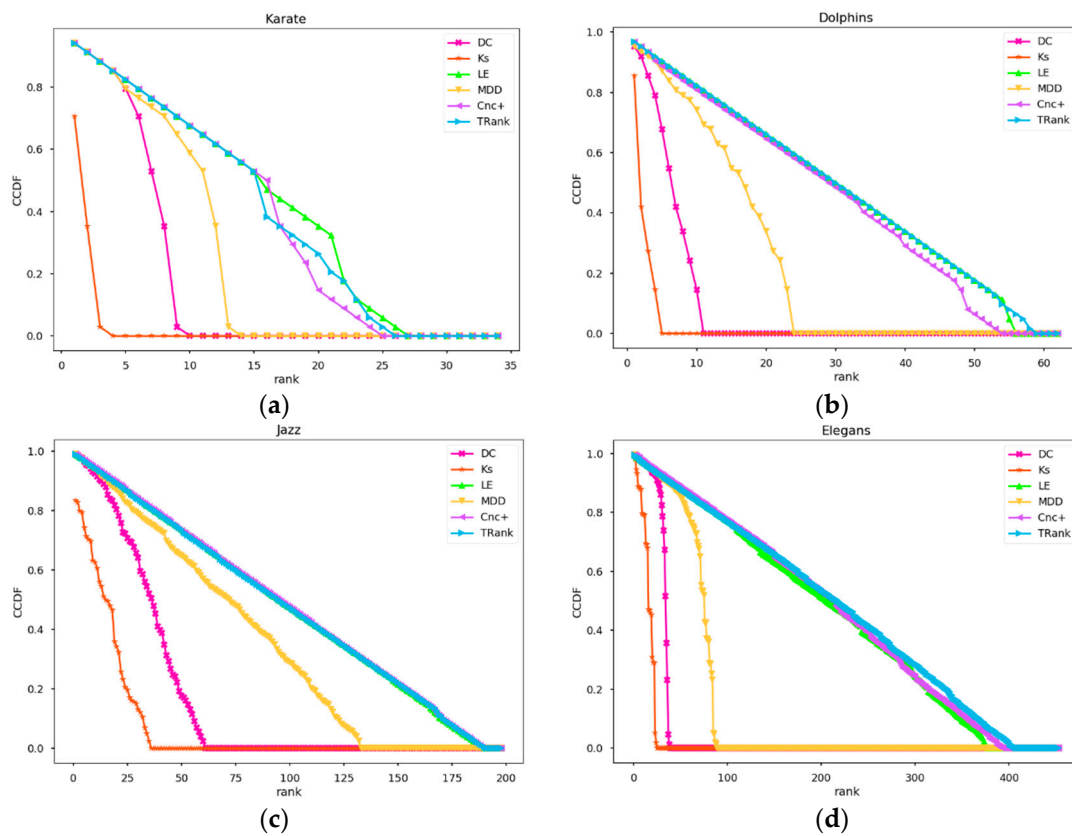 Karate
CCDF
0.8
0.6
0.4
0.2
0.0
DC
Ks
LE
MDD
Cnc+
TRank
0 5 10 15 20 25 30 35
rank
(a)
Dolphins
CCDF
1.0
0.8
0.6
0.4
0.2
0.0
DC
Ks
LE
MDD
Cnc+
TRank
0 10 20 30 40 50 60
rank
(b)
Jazz
CCDF
1.0
0.8
0.6
0.4
0.2
0.0
DC
Ks
LE
MDD
Cnc+
TRank
0 25 50 75 100 125 150 175 200
rank
(c)
Elegans
CCDF
1.0
0.8
0.6
0.4
0.2
0.0
DC
Ks
LE
MDD
Cnc+
TRank
0 100 200 300 400
rank
(d)